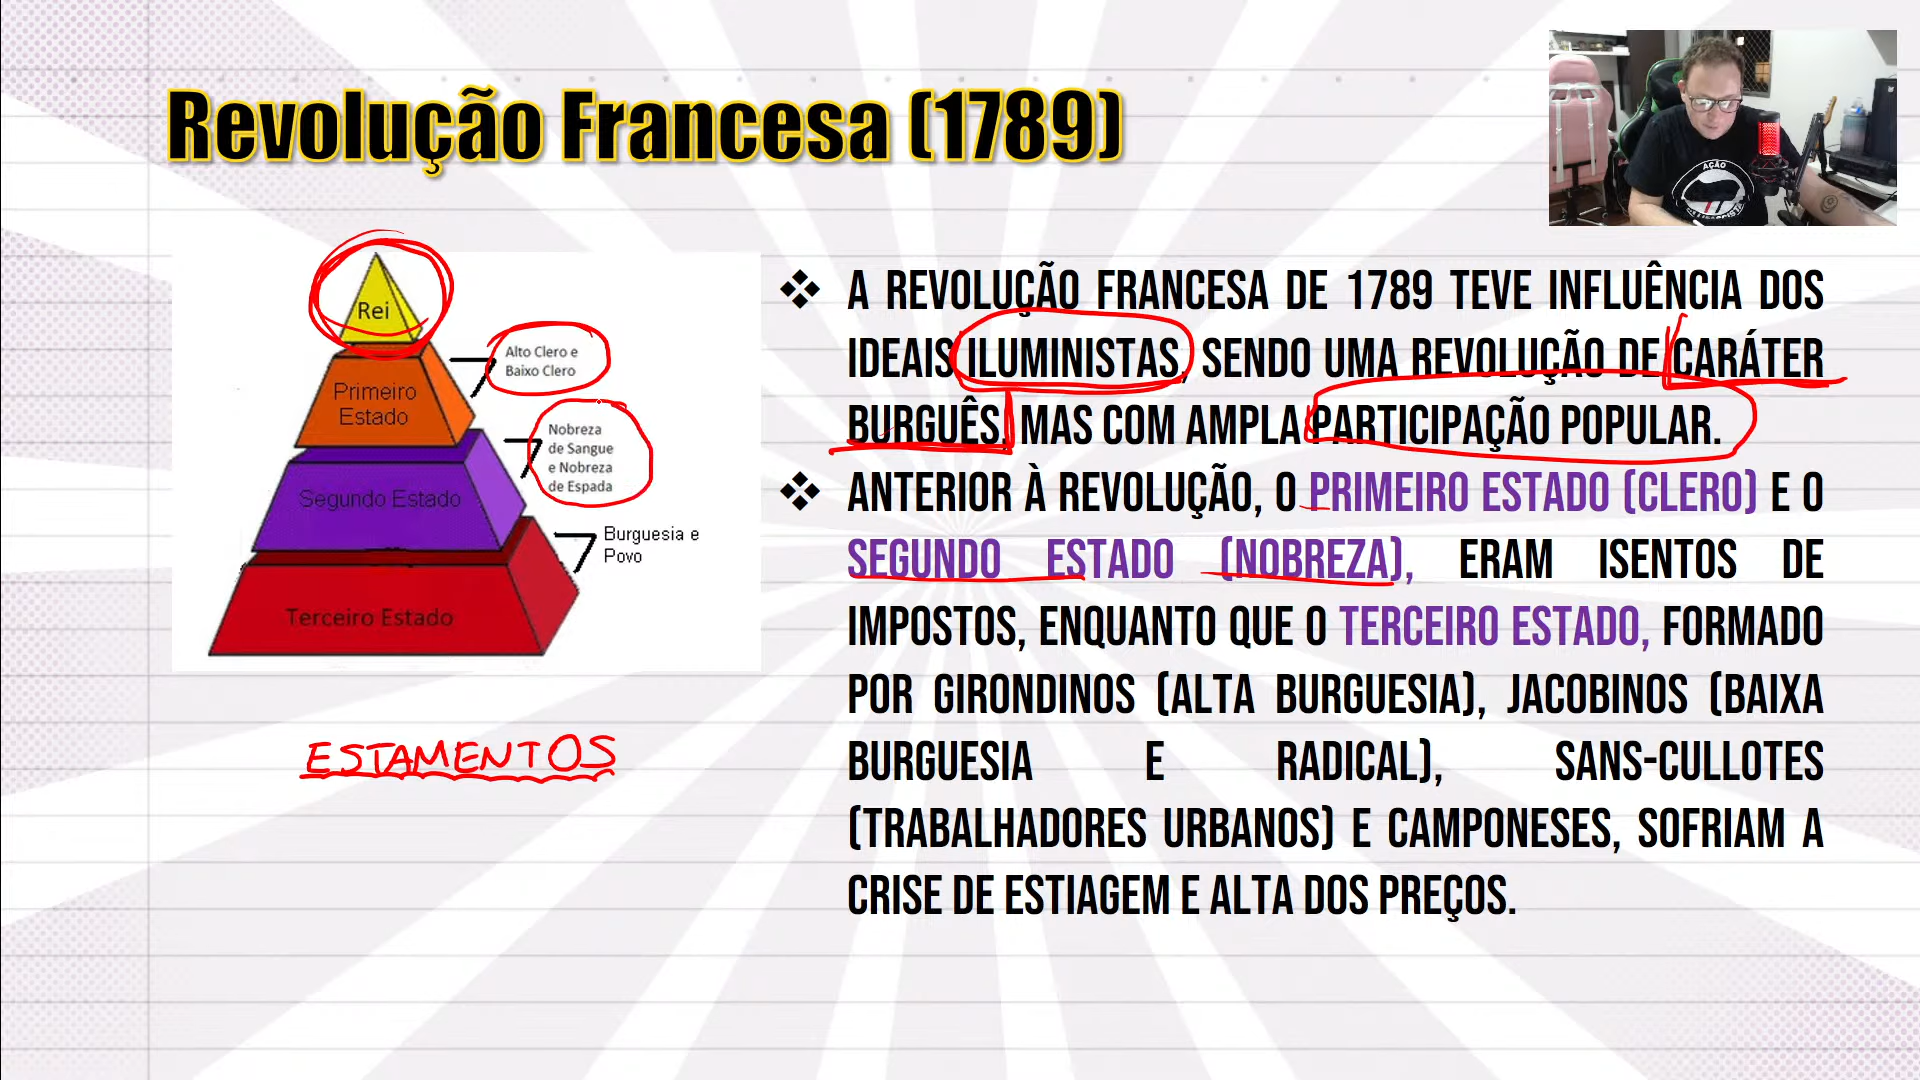 Revolução Francesa (1789)
Rei
Alto Clero e
Baixo Clero
Primeiro
Estado
Nobreza
de Sangue
e Nobreza
de Espada
Segundo Estado
Burguesia e
Povo
Terceiro Estado
ESTAMENTOS
❖ A REVOLUÇÃO FRANCESA DE 1789 TEVE INFLUÊNCIA DOS
IDEAIS ILUMINISTAS, SENDO UMA REVOLUÇÃO DE CARÁTER
BURGUÊS, MAS COM AMPLA PARTICIPAÇÃO POPULAR.
❖ ANTERIOR À REVOLUÇÃO, O PRIMEIRO ESTADO (CLERO) E O
SEGUNDO ESTADO (NOBREZA), ERAM ISENTOS DE
IMPOSTOS, ENQUANTO QUE O TERCEIRO ESTADO, FORMADO
POR GIRONDINOS (ALTA BURGUESIA), JACOBINOS (BAIXA
BURGUESIA E RADICAL), SANS-CULLOTES
(TRABALHADORES URBANOS) E CAMPONESES, SOFRIAM A
CRISE DE ESTIAGEM E ALTA DOS PREÇOS.
AÇÃO